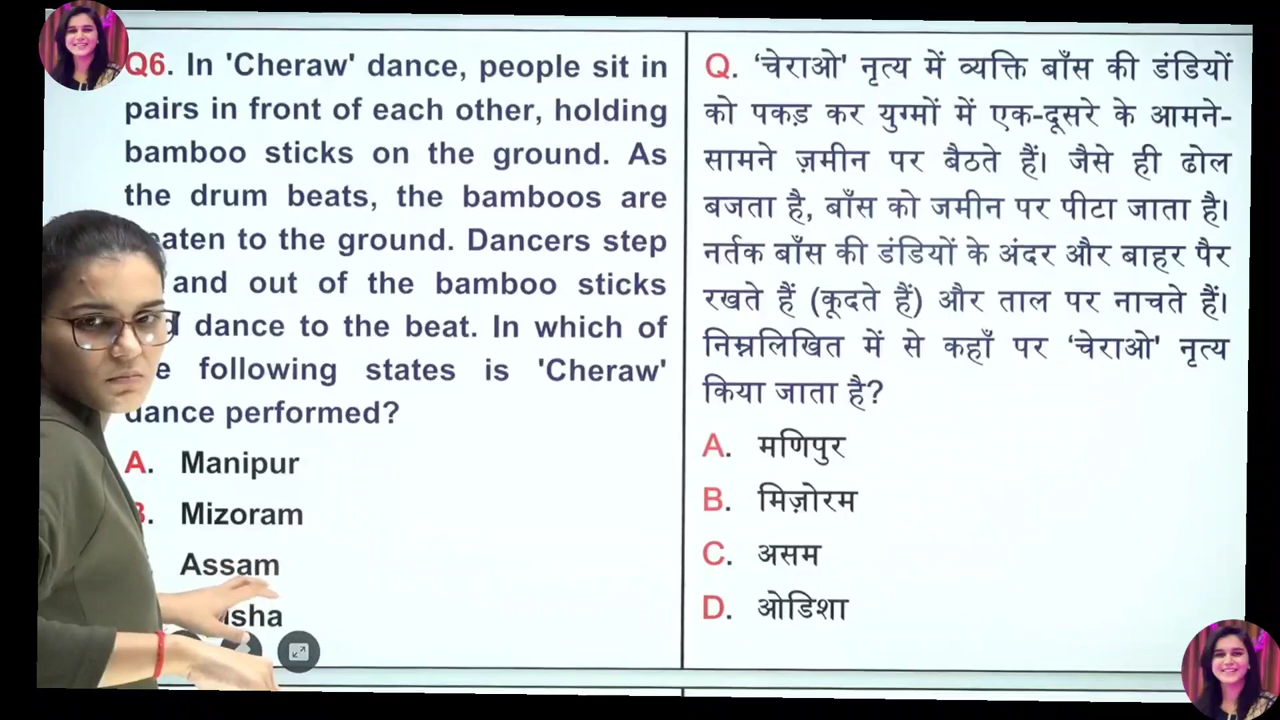 Q6. In 'Cheraw' dance, people sit in
pairs in front of each other, holding
bamboo sticks on the ground. As
the drum beats, the bamboos are
to the ground. Dancers step
and out of the bamboo sticks
dance to the beat. In which of
following states is 'Cheraw'
dance performed?
A. Manipur
B. Mizoram
Assam
Q. ‘चेराओ' नृत्य में व्यक्ति बाँस की डंडियों
को पकड़ कर युग्मों में एक-दूसरे के आमने-
सामने ज़मीन पर बैठते हैं। जैसे ही ढोल
बजता है, बाँस को जमीन पर पीटा जाता है।
नर्तक बाँस की डंडियों के अंदर और बाहर पैर
रखते हैं (कूदते हैं) और ताल पर नाचते हैं।
निम्नलिखित में से कहाँ पर ‘चेराओ' नृत्य
किया जाता है?
A. मणिपुर
B. मिज़ोरम
C. असम
D. ओडिशा